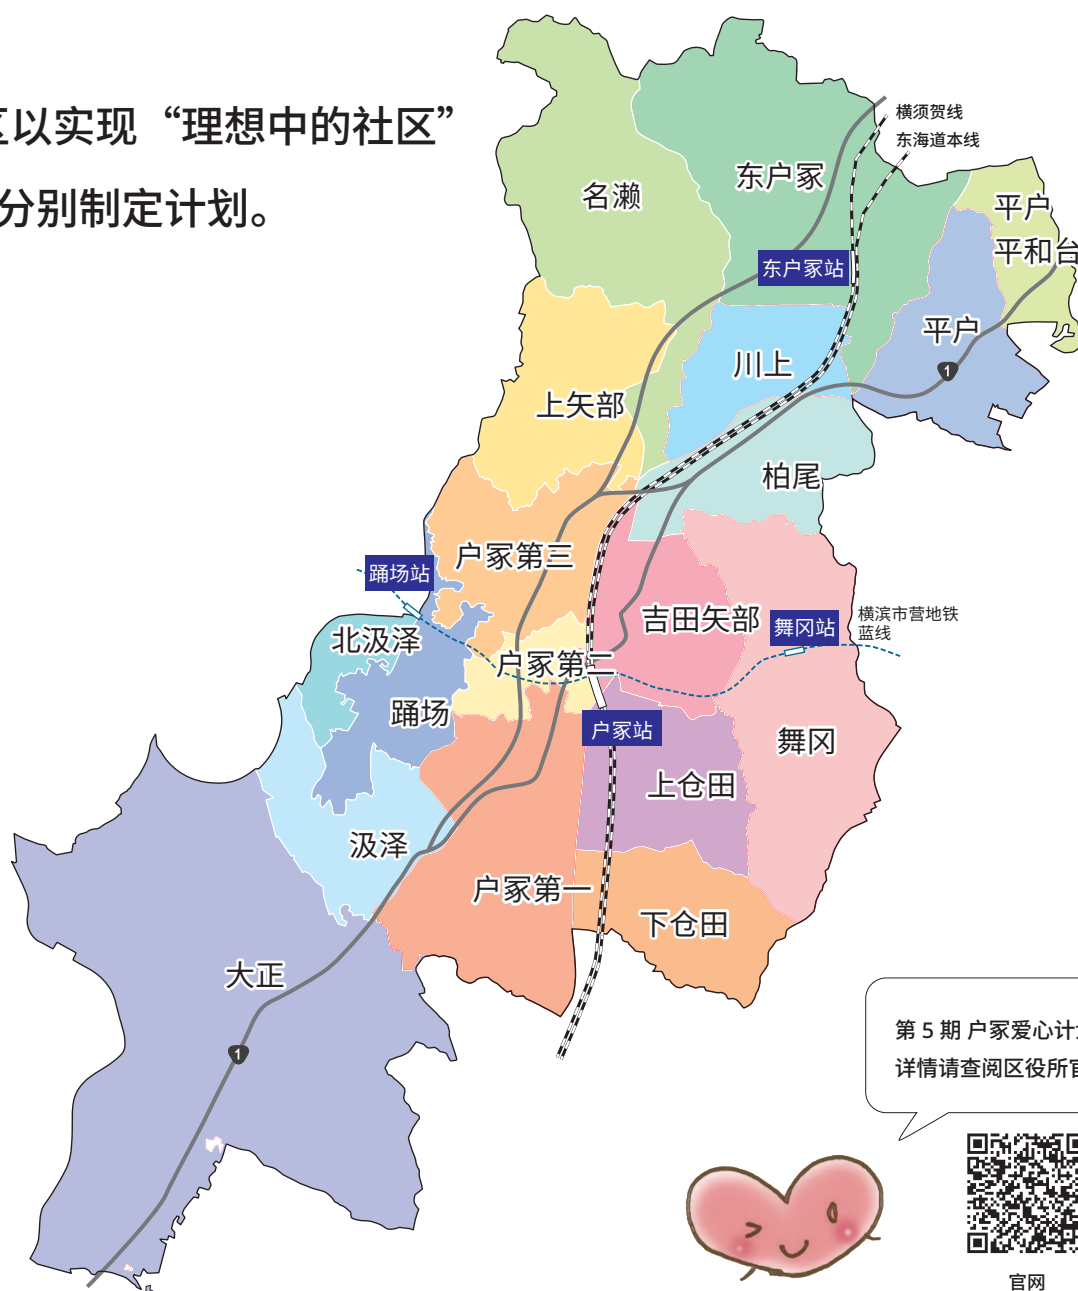 区以实现“理想中的社区”
分别制定计划。
横须贺线
东海道本线
东户冢
名濑
平户
平和台
东户冢站
平户
1
川上
上矢部
柏尾
户冢第三
踊场站
吉田矢部
舞冈站
横滨市营地铁
蓝线
北汲泽
户冢第二
踊场
户冢站
舞冈
上仓田
汲泽
户冢第一
下仓田
大正
1
第 5 期 户冢爱心计
详情请查阅区役所官
官网